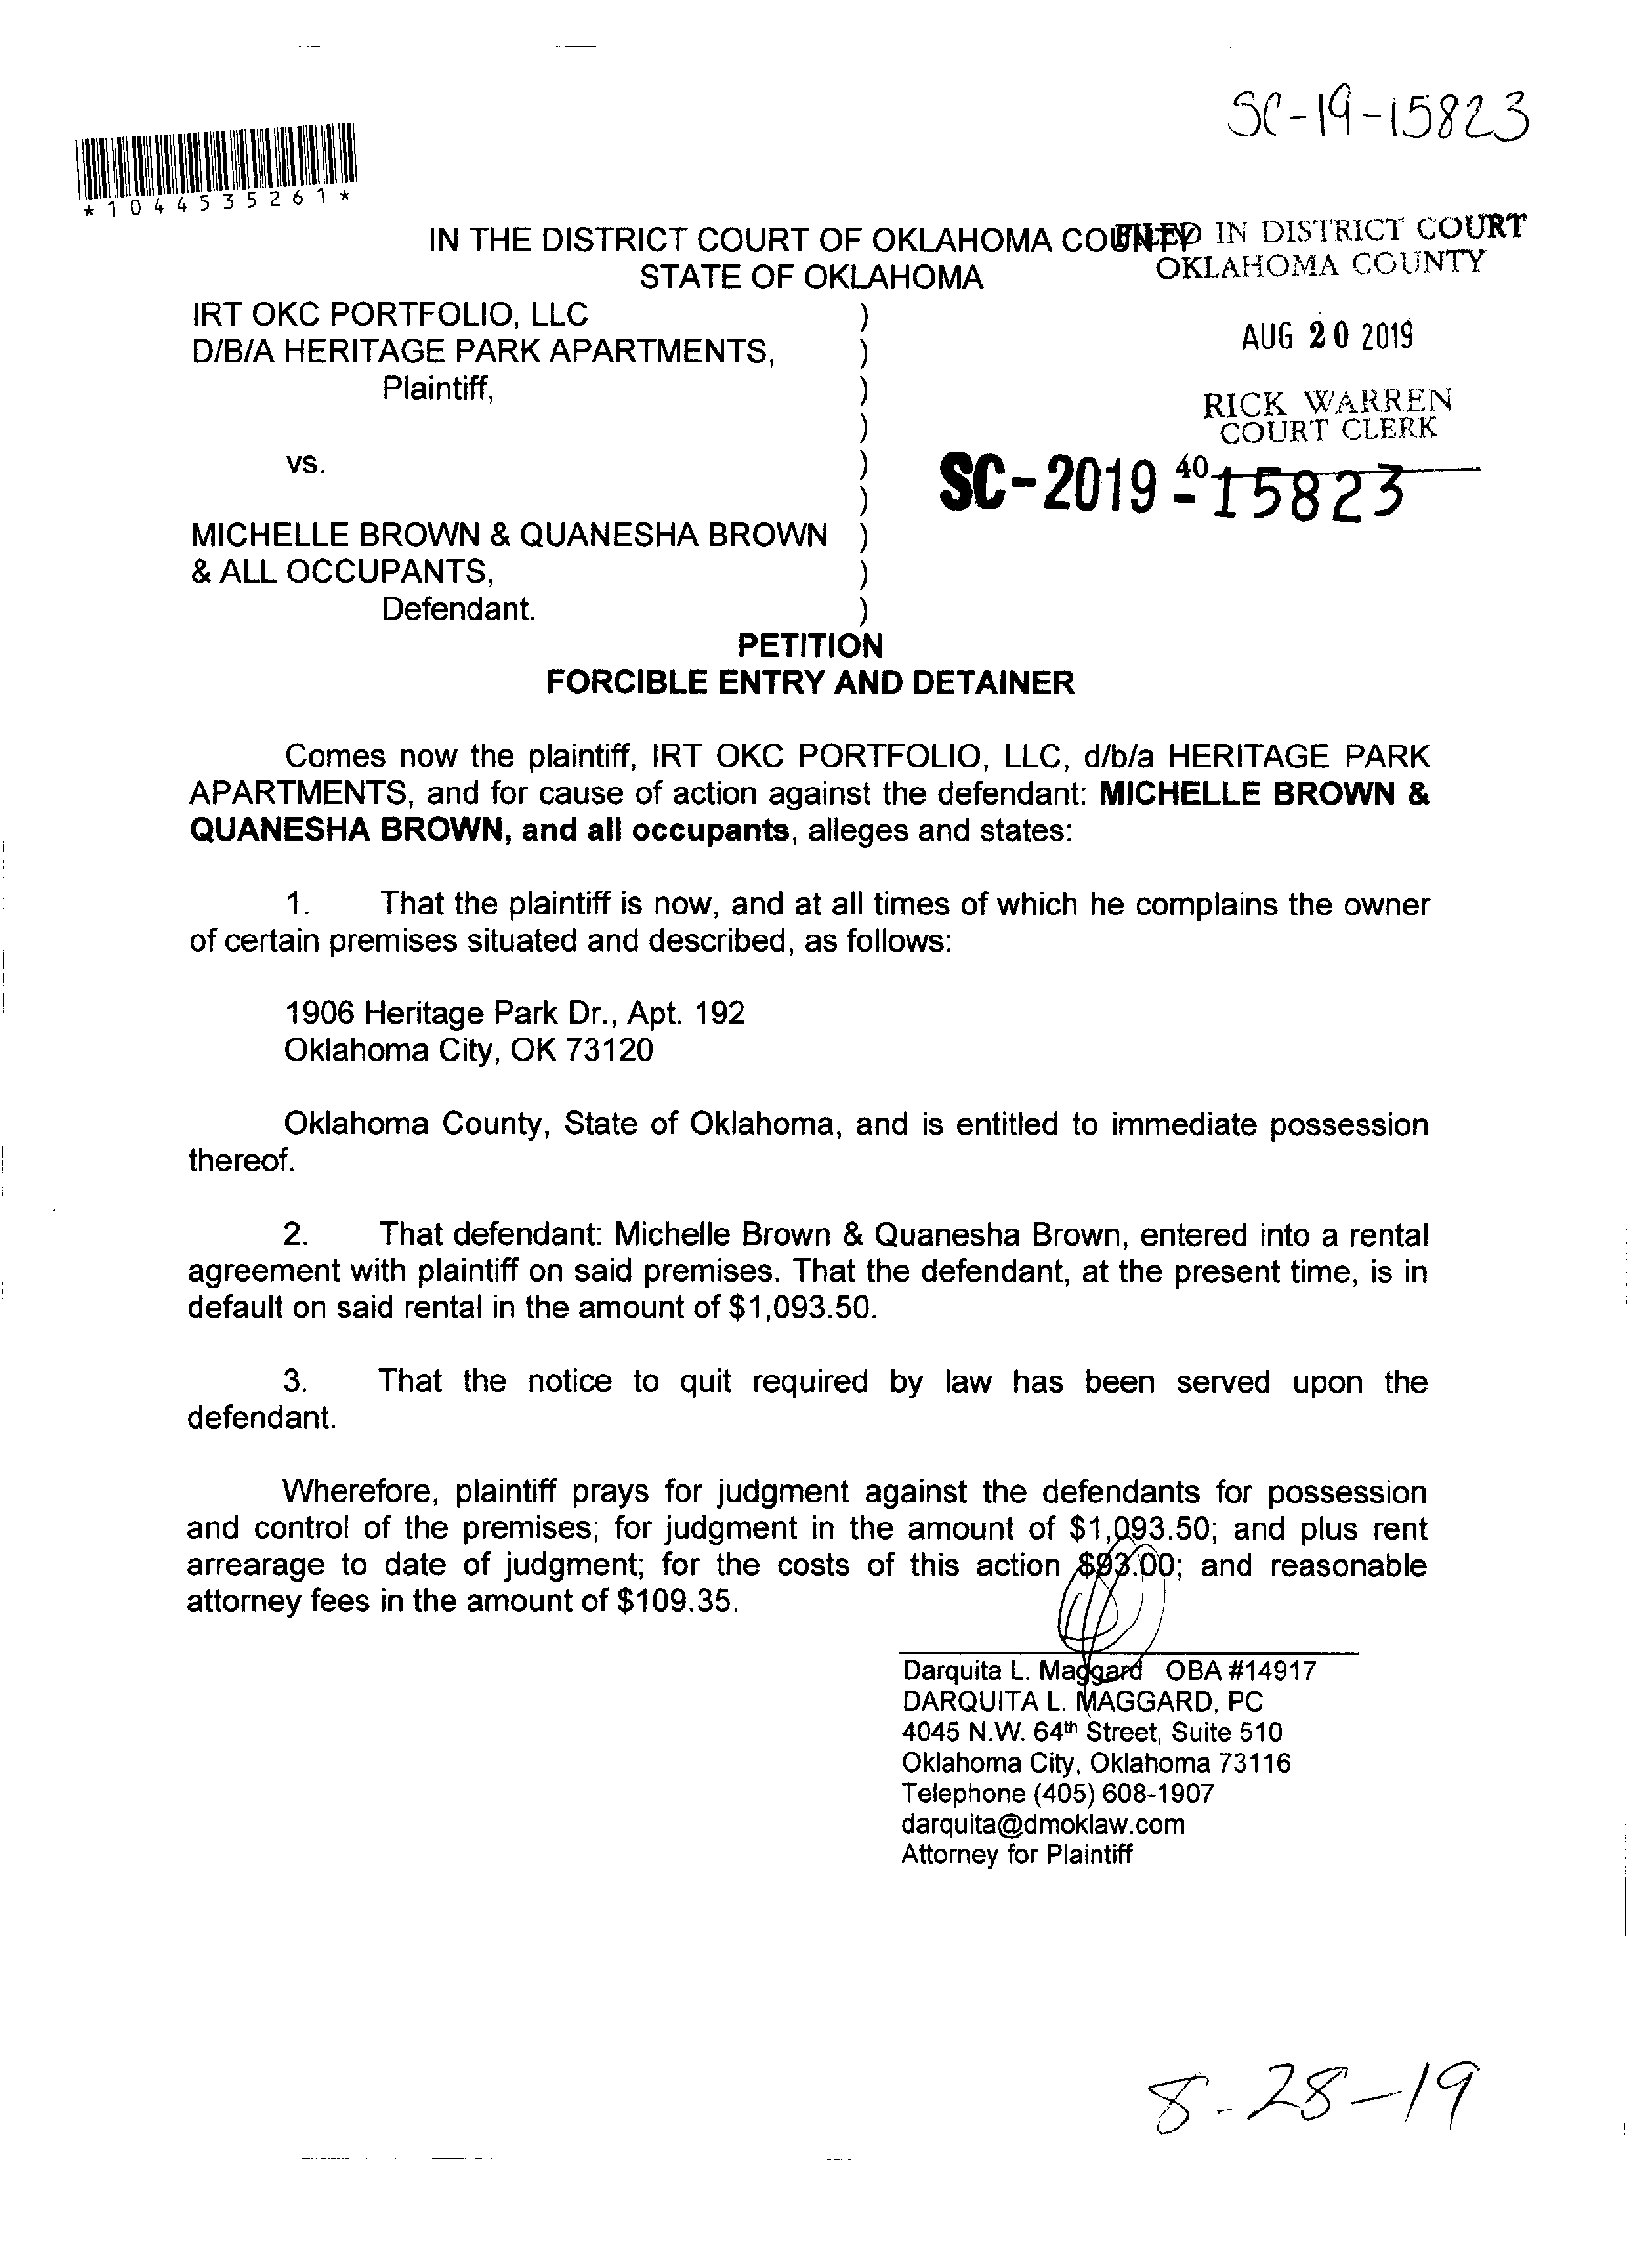 SC-19-15823
*1044535261*
IN THE DISTRICT COURT OF OKLAHOMA COUNTY
STATE OF OKLAHOMA
FILED IN DISTRICT COURT
OKLAHOMA COUNTY
AUG 20 2019
RICK WARREN
COURT CLERK
40
SC-2019-15823
IRT OKC PORTFOLIO, LLC )
D/B/A HERITAGE PARK APARTMENTS, )
Plaintiff, )
)
vs. )
)
MICHELLE BROWN & QUANESHA BROWN )
& ALL OCCUPANTS, )
Defendant. )
PETITION
FORCIBLE ENTRY AND DETAINER
Comes now the plaintiff, IRT OKC PORTFOLIO, LLC, d/b/a HERITAGE PARK
APARTMENTS, and for cause of action against the defendant: MICHELLE BROWN &
QUANESHA BROWN, and all occupants, alleges and states:
1. That the plaintiff is now, and at all times of which he complains the owner
of certain premises situated and described, as follows:
1906 Heritage Park Dr., Apt. 192
Oklahoma City, OK 73120
Oklahoma County, State of Oklahoma, and is entitled to immediate possession
thereof.
2. That defendant: Michelle Brown & Quanesha Brown, entered into a rental
agreement with plaintiff on said premises. That the defendant, at the present time, is in
default on said rental in the amount of $1,093.50.
3. That the notice to quit required by law has been served upon the
defendant.
Wherefore, plaintiff prays for judgment against the defendants for possession
and control of the premises; for judgment in the amount of $1,093.50; and plus rent
arrearage to date of judgment; for the costs of this action $93.00; and reasonable
attorney fees in the amount of $109.35.
Darquita L. Maggard OBA #14917
DARQUITA L. MAGGARD, PC
4045 N.W. 64th Street, Suite 510
Oklahoma City, Oklahoma 73116
Telephone (405) 608-1907
darquita@dmoklaw.com
Attorney for Plaintiff
8-28-19